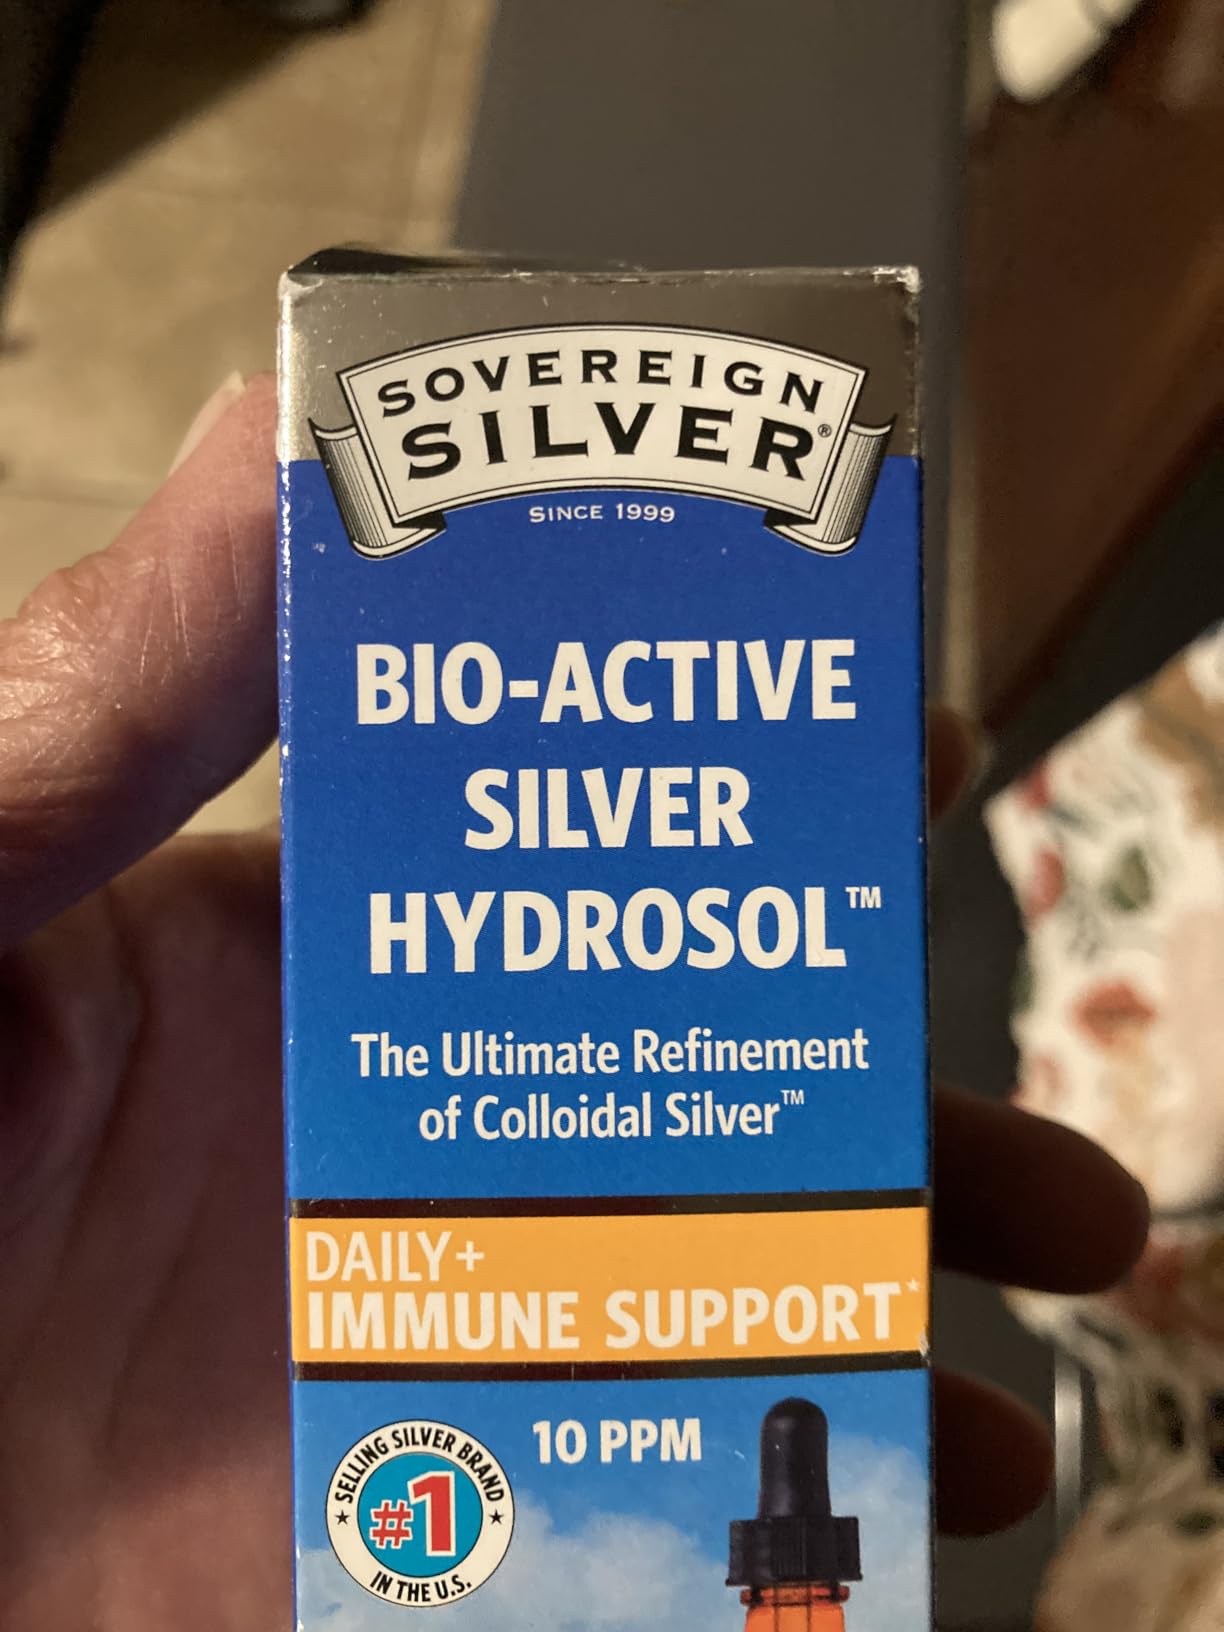 SOVEREIGN
SILVER®
SINCE 1999
BIO-ACTIVE
SILVER
HYDROSOL™
The Ultimate Refinement
of Colloidal Silver™
DAILY+
IMMUNE SUPPORT*
10 PPM
SELLING SILVER BRAND
#1
IN THE U.S.